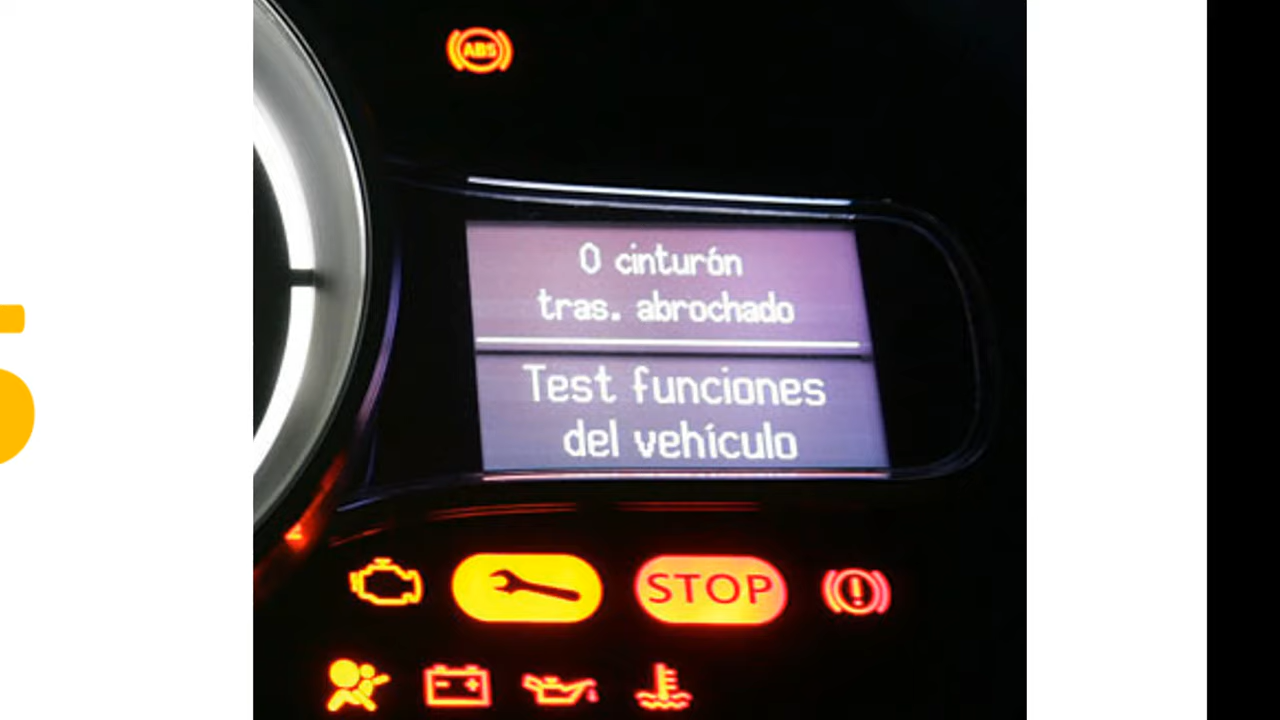 ABS
0 cinturón
tras. abrochado
Test funciones
del vehículo
STOP